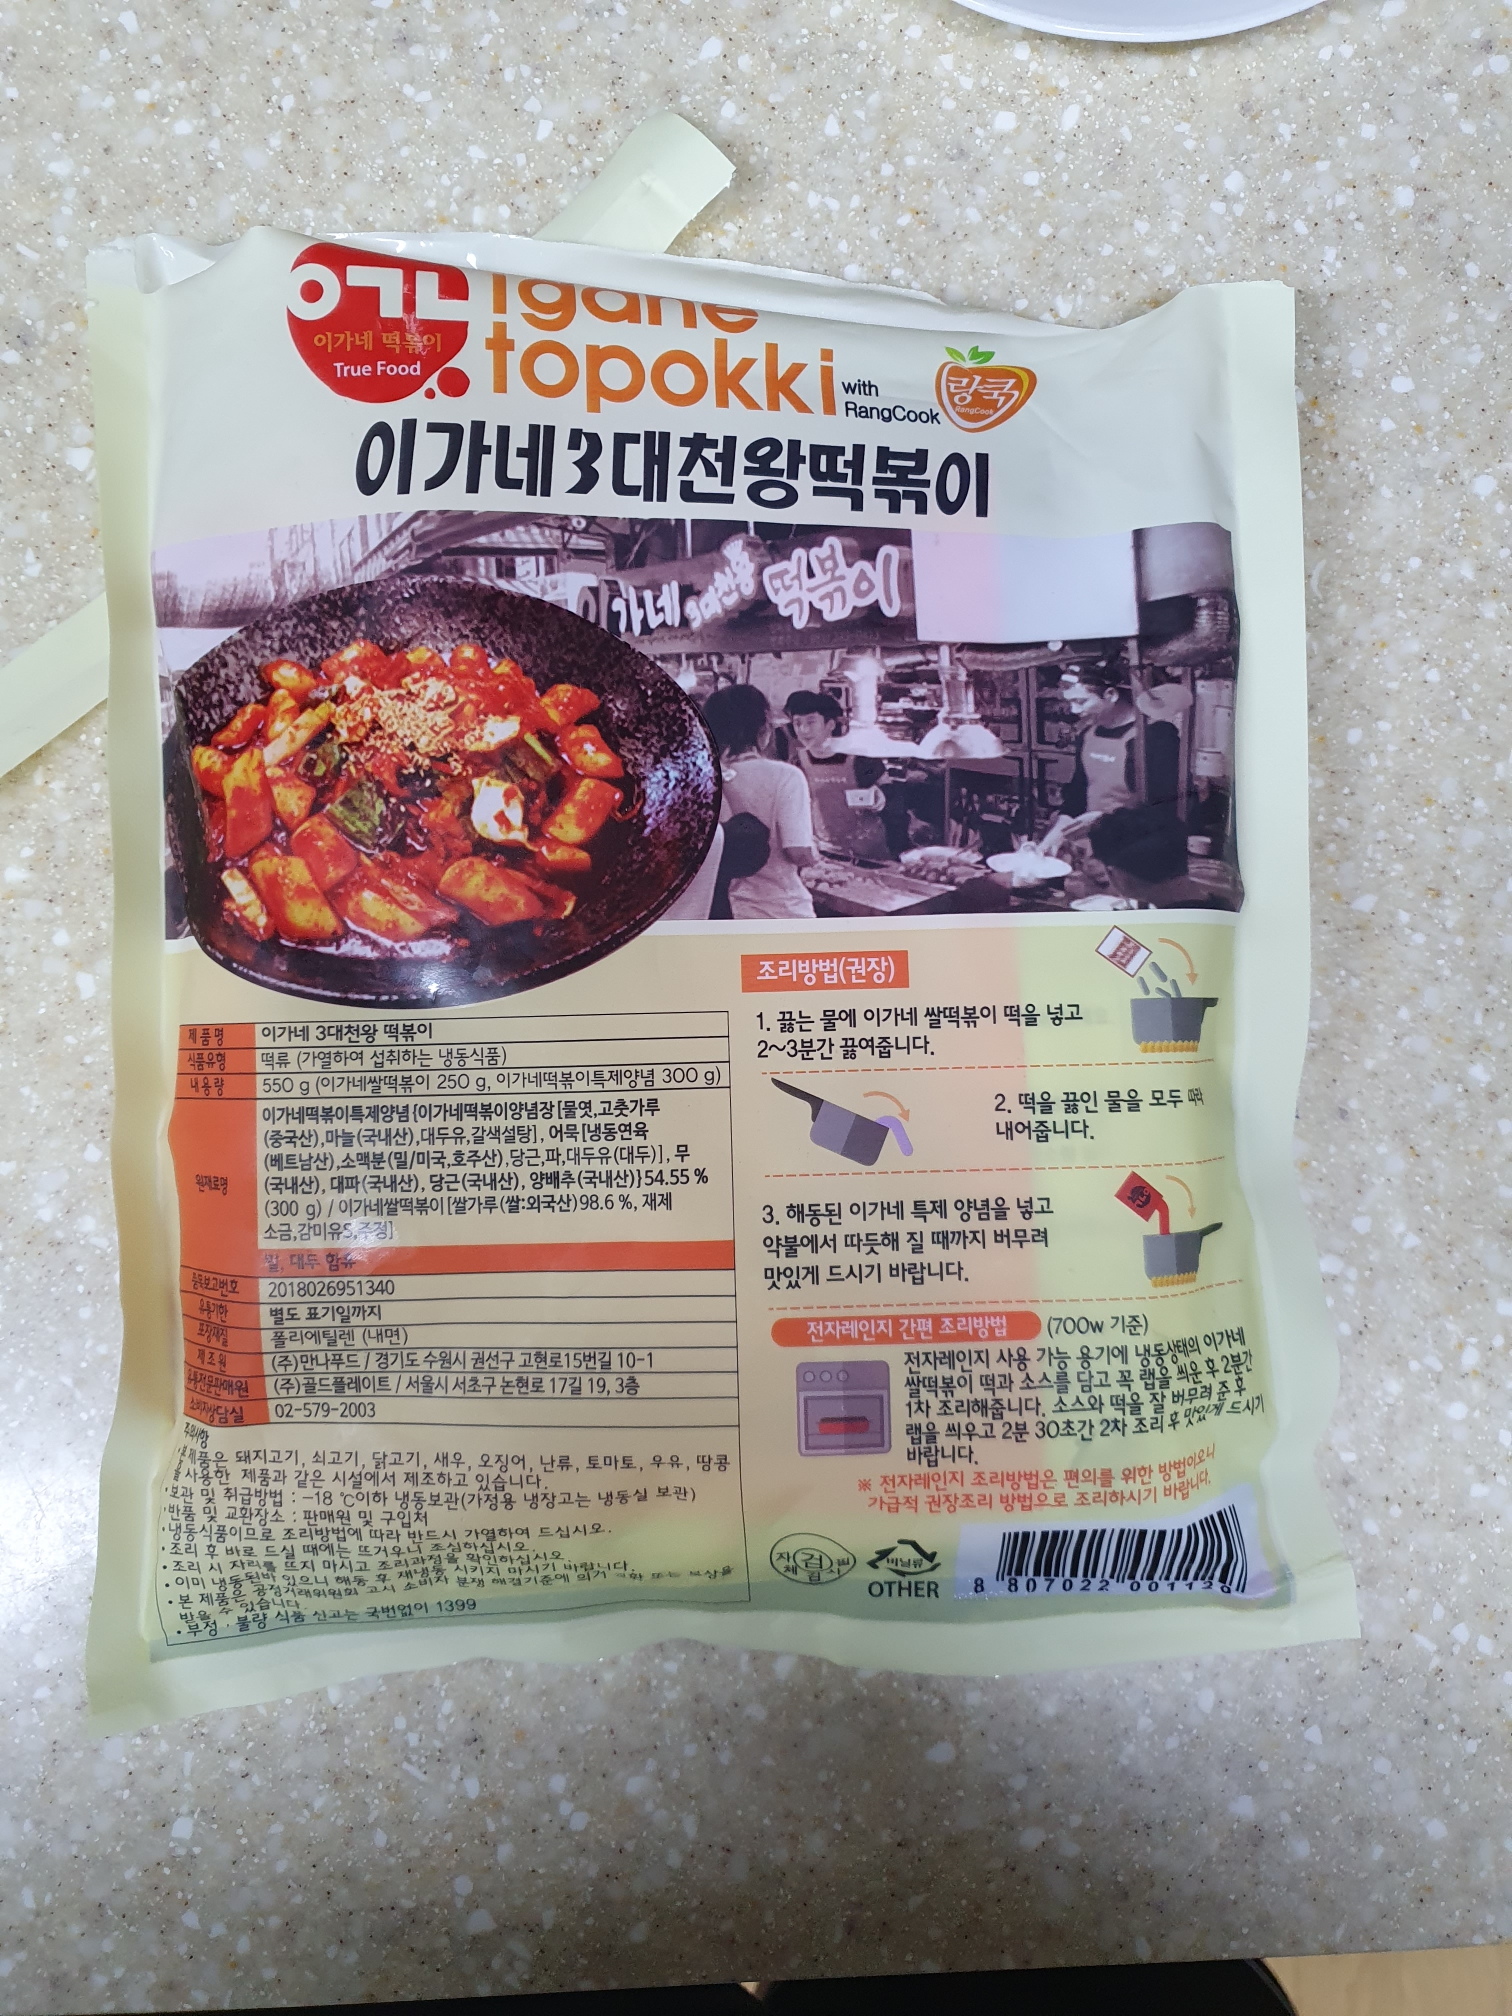 이가네
이가네 떡볶이
True Food
igane
topokki
with
RangCook
랑쿡
RangCook
이가네3대천왕떡볶이
이가네 3대천왕 떡볶이
제품명 이가네 3대천왕 떡볶이
식품유형 떡류 (가열하여 섭취하는 냉동식품)
내용량 550 g (이가네쌀떡볶이 250 g, 이가네떡볶이특제양념 300 g)
원재료명
이가네떡볶이특제양념{이가네떡볶이양념장[물엿,고춧가루
(중국산),마늘(국내산),대두유,갈색설탕], 어묵[냉동연육
(베트남산),소맥분(밀/미국,호주산),당근,파,대두유(대두)], 무
(국내산), 대파(국내산), 당근(국내산), 양배추(국내산)}54.55 %
(300 g) / 이가네쌀떡볶이[쌀가루(쌀:외국산)98.6 %, 재제
소금,감미유S,주정]
밀, 대두 함유
품목보고번호 2018026951340
유통기한 별도 표기일까지
포장재질 폴리에틸렌 (내면)
제조원 (주)만나푸드 / 경기도 수원시 권선구 고현로15번길 10-1
유통전문판매원 (주)골드플레이트 / 서울시 서초구 논현로 17길 19, 3층
소비자상담실 02-579-2003
주의사항
·본 제품은 돼지고기, 쇠고기, 닭고기, 새우, 오징어, 난류, 토마토, 우유, 땅콩
을 사용한 제품과 같은 시설에서 제조하고 있습니다.
·보관 및 취급방법 : -18 ℃이하 냉동보관(가정용 냉장고는 냉동실 보관)
·반품 및 교환장소 : 판매원 및 구입처
·냉동식품이므로 조리방법에 따라 반드시 가열하여 드십시오.
·조리 후 바로 드실 때에는 뜨거우니 조심하십시오.
·조리 시 자리를 뜨지 마시고 조리과정을 확인하십시오.
·이미 냉동된바 있으니 해동 후 재냉동 시키지 마시기 바랍니다.
·본 제품은 공정거래위원회 고시 소비자 분쟁 해결기준에 의거 교환 또는 보상을
받을 수 있습니다.
·부정·불량 식품 신고는 국번없이 1399
조리방법(권장)
1. 끓는 물에 이가네 쌀떡볶이 떡을 넣고
2~3분간 끓여줍니다.
2. 떡을 끓인 물을 모두 따라
내어줍니다.
3. 해동된 이가네 특제 양념을 넣고
약불에서 따듯해 질 때까지 버무려
맛있게 드시기 바랍니다.
전자레인지 간편 조리방법 (700w 기준)
전자레인지 사용 가능 용기에 냉동상태의 이가네
쌀떡볶이 떡과 소스를 담고 꼭 랩을 씌운 후 2분간
1차 조리해줍니다. 소스와 떡을 잘 버무려 준 후
랩을 씌우고 2분 30초간 2차 조리 후 맛있게 드시기
바랍니다.
※ 전자레인지 조리방법은 편의를 위한 방법이오니
가급적 권장조리 방법으로 조리하시기 바랍니다.
자체검사필
검
비닐류
OTHER
8 807022 001120